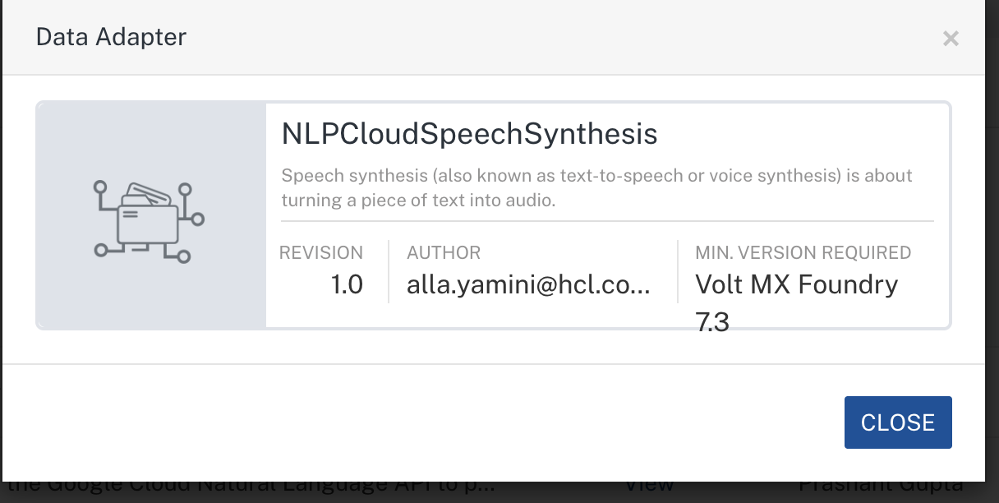 Data Adapter ×
NLPCloudSpeechSynthesis
Speech synthesis (also known as text-to-speech or voice synthesis) is about
turning a piece of text into audio.
REVISION
1.0
AUTHOR
alla.yamini@hcl.co...
MIN. VERSION REQUIRED
Volt MX Foundry
7.3
CLOSE
the Google Cloud Natural Language API to p... View Prashant Gupta